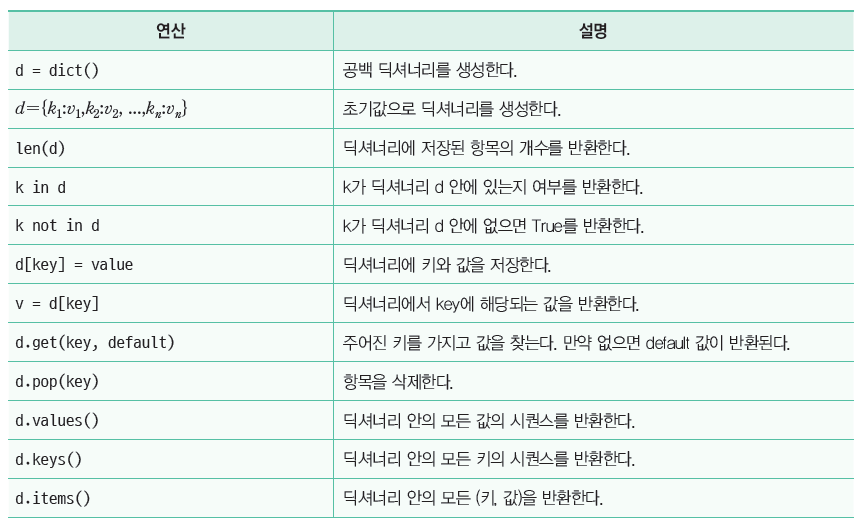 연산 설명
d = dict() 공백 딕셔너리를 생성한다.
d={k₁:v₁,k₂:v₂, ...,kₙ:vₙ} 초기값으로 딕셔너리를 생성한다.
len(d) 딕셔너리에 저장된 항목의 개수를 반환한다.
k in d k가 딕셔너리 d 안에 있는지 여부를 반환한다.
k not in d k가 딕셔너리 d 안에 없으면 True를 반환한다.
d[key] = value 딕셔너리에 키와 값을 저장한다.
v = d[key] 딕셔너리에서 key에 해당되는 값을 반환한다.
d.get(key, default) 주어진 키를 가지고 값을 찾는다. 만약 없으면 default 값이 반환된다.
d.pop(key) 항목을 삭제한다.
d.values() 딕셔너리 안의 모든 값의 시퀀스를 반환한다.
d.keys() 딕셔너리 안의 모든 키의 시퀀스를 반환한다.
d.items() 딕셔너리 안의 모든 (키, 값)을 반환한다.